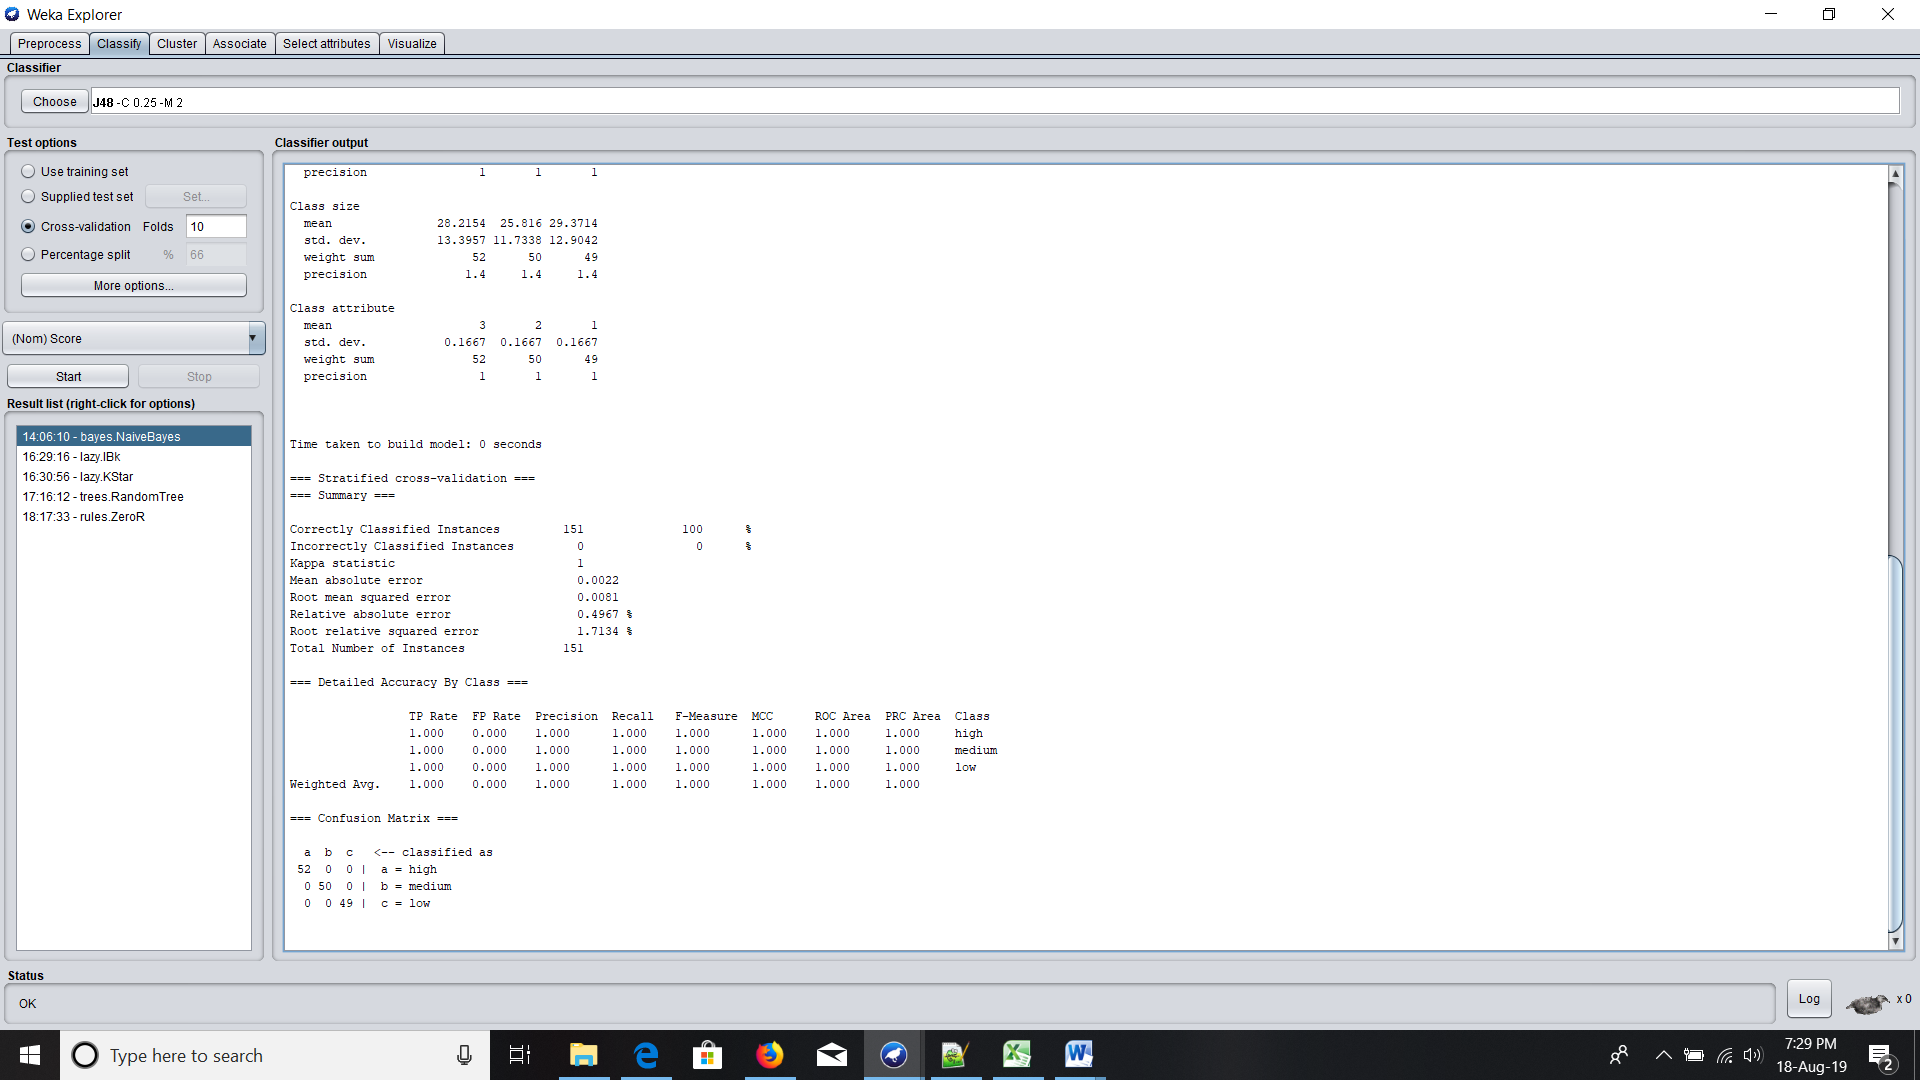 Weka Explorer
Preprocess Classify Cluster Associate Select attributes Visualize
Classifier
Choose J48 -C 0.25 -M 2
Test options
Use training set
Supplied test set Set...
Cross-validation Folds 10
Percentage split % 66
More options...
(Nom) Score
Start Stop
Result list (right-click for options)
14:06:10 - bayes.NaiveBayes
16:29:16 - lazy.IBk
16:30:56 - lazy.KStar
17:16:12 - trees.RandomTree
18:17:33 - rules.ZeroR
Classifier output
precision 1 1 1
Class size
mean 28.2154 25.816 29.3714
std. dev. 13.3957 11.7338 12.9042
weight sum 52 50 49
precision 1.4 1.4 1.4
Class attribute
mean 3 2 1
std. dev. 0.1667 0.1667 0.1667
weight sum 52 50 49
precision 1 1 1
Time taken to build model: 0 seconds
=== Stratified cross-validation ===
=== Summary ===
Correctly Classified Instances 151 100 %
Incorrectly Classified Instances 0 0 %
Kappa statistic 1
Mean absolute error 0.0022
Root mean squared error 0.0081
Relative absolute error 0.4967 %
Root relative squared error 1.7134 %
Total Number of Instances 151
=== Detailed Accuracy By Class ===
TP Rate FP Rate Precision Recall F-Measure MCC ROC Area PRC Area Class
1.000 0.000 1.000 1.000 1.000 1.000 1.000 1.000 high
1.000 0.000 1.000 1.000 1.000 1.000 1.000 1.000 medium
1.000 0.000 1.000 1.000 1.000 1.000 1.000 1.000 low
Weighted Avg. 1.000 0.000 1.000 1.000 1.000 1.000 1.000 1.000
=== Confusion Matrix ===
a b c <-- classified as
52 0 0 | a = high
0 50 0 | b = medium
0 0 49 | c = low
Status
OK
Log x 0
Type here to search
7:29 PM
18-Aug-19
2